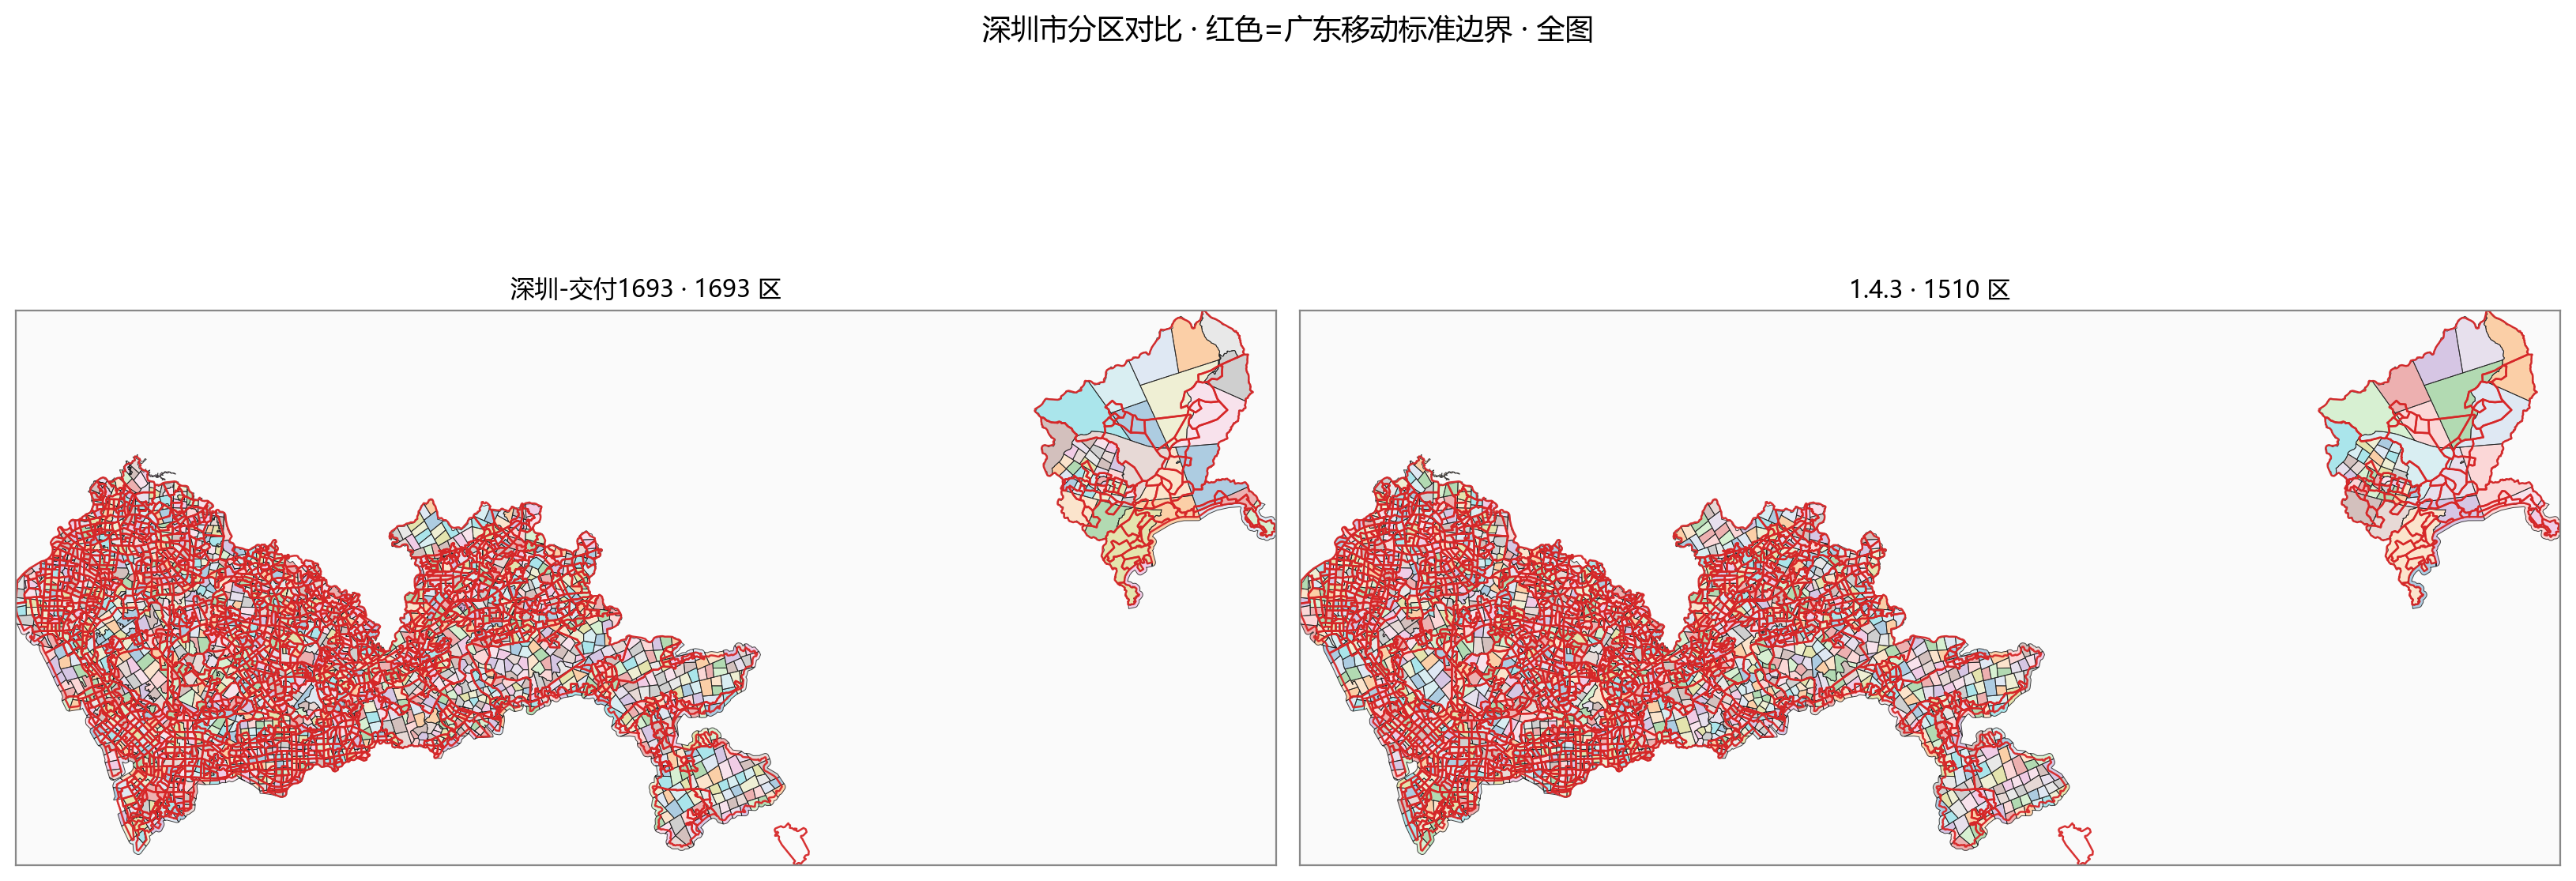 深圳市分区对比 · 红色=广东移动标准边界 · 全图
深圳-交付1693 · 1693 区
1.4.3 · 1510 区